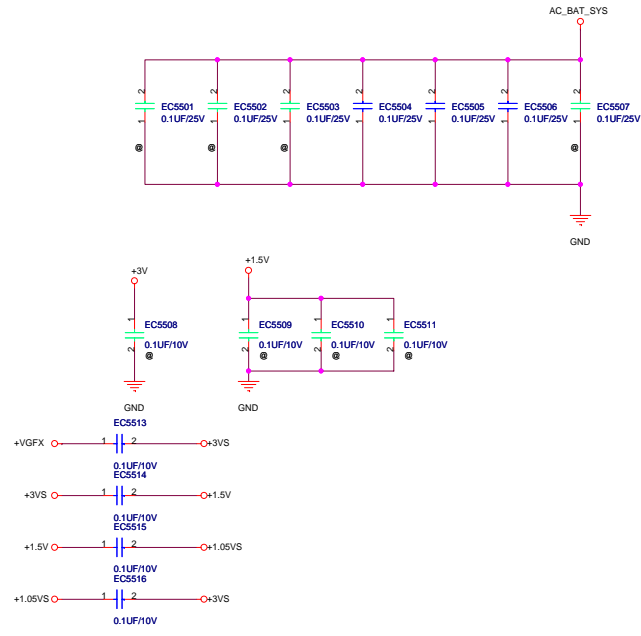 AC_BAT_SYS
2 2 2 2 2 2 2
EC5501 EC5502 EC5503 EC5504 EC5505 EC5506 EC5507
0.1UF/25V 0.1UF/25V 0.1UF/25V 0.1UF/25V 0.1UF/25V 0.1UF/25V 0.1UF/25V
1 1 1 1 1 1 1
@ @ @ @
GND
+3V
+1.5V
1 1 1 1
EC5508 EC5509 EC5510 EC5511
0.1UF/10V 0.1UF/10V 0.1UF/10V 0.1UF/10V
2 2 2 2
@ @ @ @
GND GND
EC5513
+VGFX 1 2 +3VS
0.1UF/10V
EC5514
+3VS 1 2 +1.5V
0.1UF/10V
EC5515
+1.5V 1 2 +1.05VS
0.1UF/10V
EC5516
+1.05VS 1 2 +3VS
0.1UF/10V